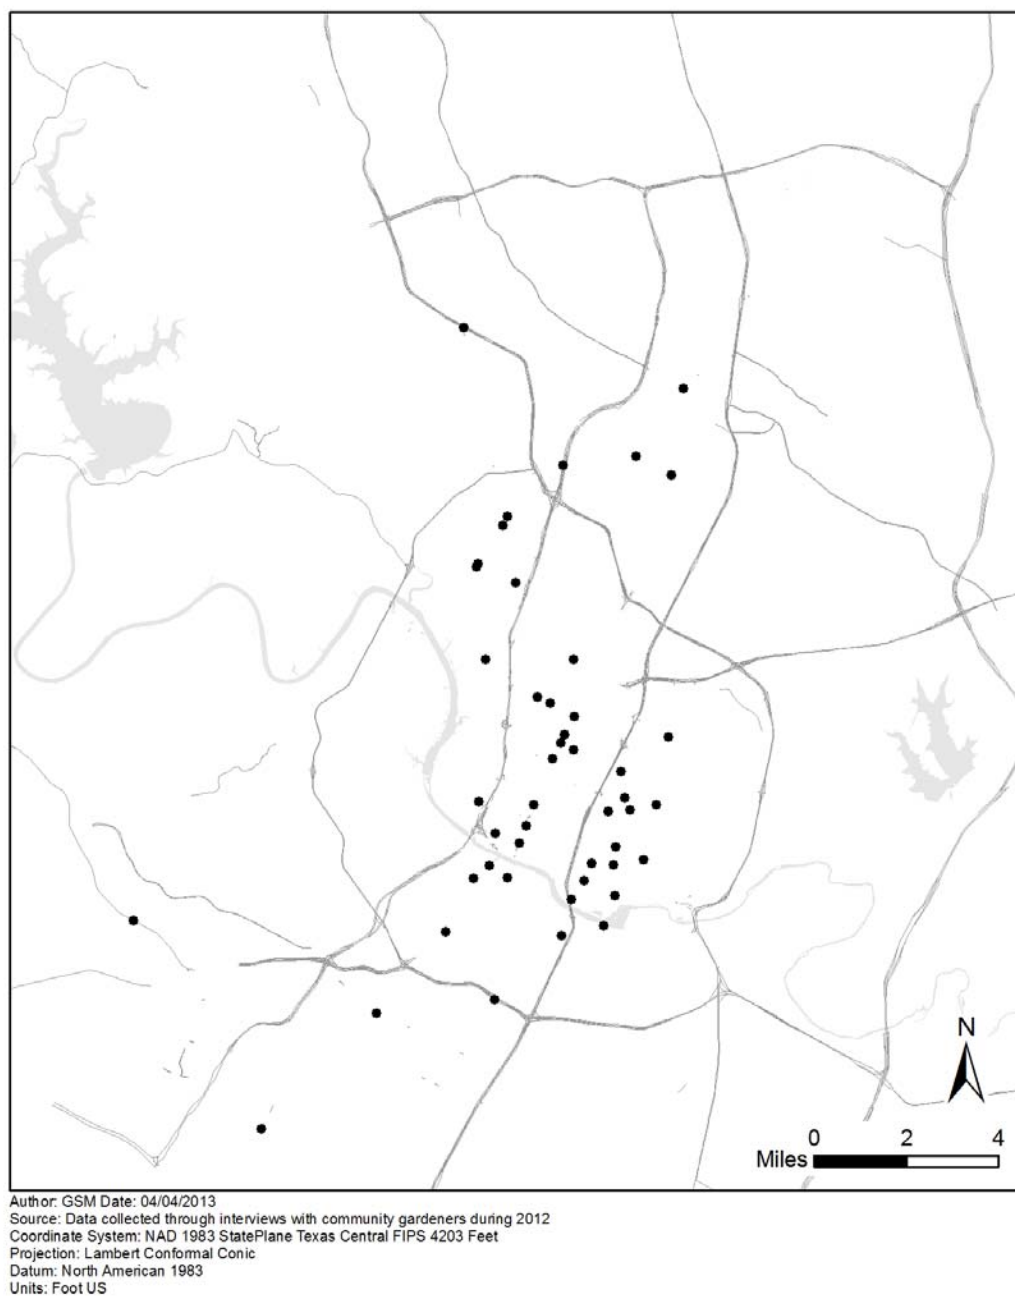 N
0 2 4
Miles
Author: GSM Date: 04/04/2013
Source: Data collected through interviews with community gardeners during 2012
Coordinate System: NAD 1983 StatePlane Texas Central FIPS 4203 Feet
Projection: Lambert Conformal Conic
Datum: North American 1983
Units: Foot US